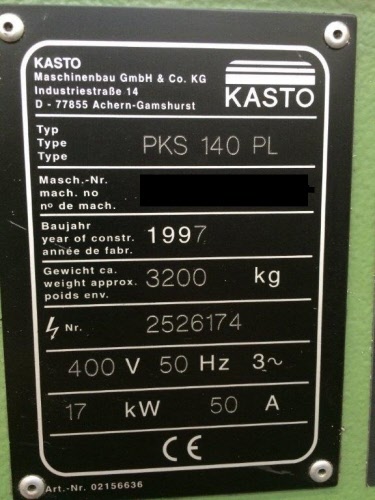 KASTO
Maschinenbau GmbH & Co. KG
Industriestraße 14
D - 77855 Achern-Gamshurst
KASTO
Typ
Type PKS 140 PL
Type
Masch.-Nr.
mach. no
nº de mach.
Baujahr
year of constr. 1997
année de fabr.
Gewicht ca.
weight approx. 3200 kg
poids env.
Nr. 2526174
400 V 50 Hz 3~
17 kW 50 A
CE
Art.-Nr. 02156636